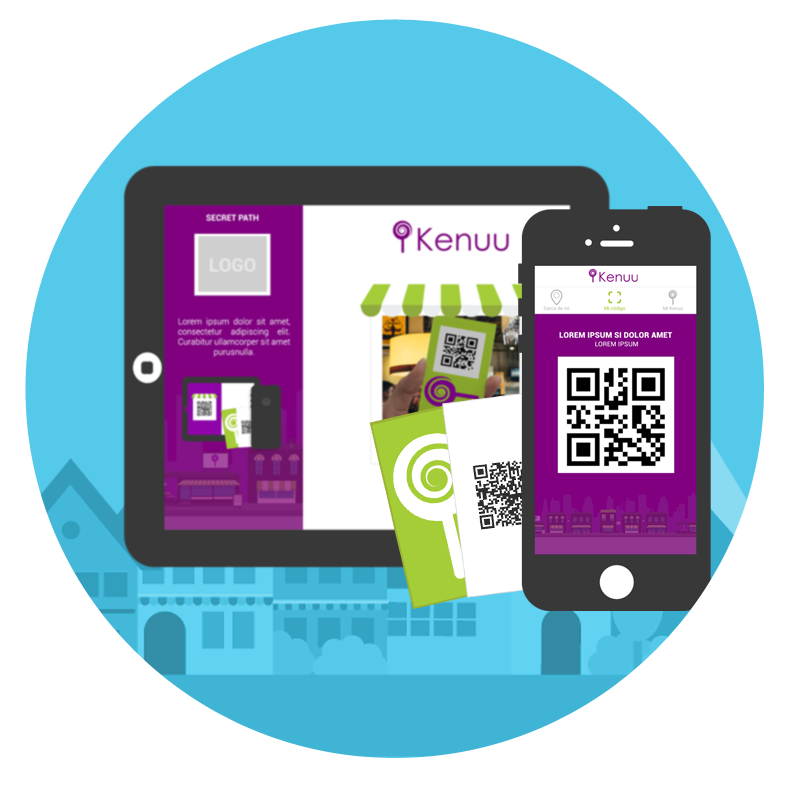 SECRET PATH
LOGO
Lorem ipsum dolor sit amet,
consectetur adipiscing elit.
Curabitur ullamcorper sit amet
purusnulla.
Kenuu
Kenuu
Cerca de mi
Mi código
Mi Kenuu
LOREM IPSUM SI DOLOR AMET
LOREM IPSUM